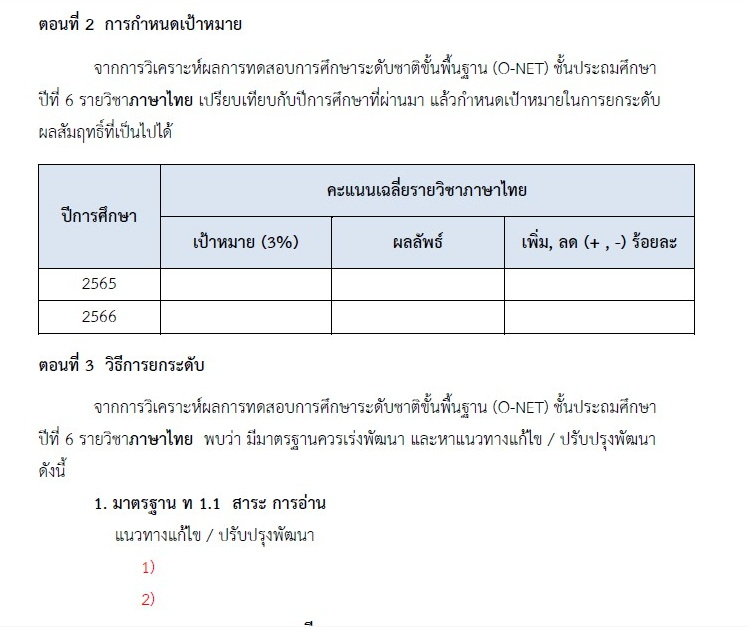 ตอนที่ 2 การกำหนดเป้าหมาย
จากการวิเคราะห์ผลการทดสอบการศึกษาระดับชาติขั้นพื้นฐาน (O-NET) ชั้นประถมศึกษา
ปีที่ 6 รายวิชาภาษาไทย เปรียบเทียบกับปีการศึกษาที่ผ่านมา แล้วกำหนดเป้าหมายในการยกระดับ
ผลสัมฤทธิ์ที่เป็นไปได้
ปีการศึกษา
คะแนนเฉลี่ยรายวิชาภาษาไทย
เป้าหมาย (3%) ผลลัพธ์ เพิ่ม, ลด (+ , -) ร้อยละ
2565
2566
ตอนที่ 3 วิธีการยกระดับ
จากการวิเคราะห์ผลการทดสอบการศึกษาระดับชาติขั้นพื้นฐาน (O-NET) ชั้นประถมศึกษา
ปีที่ 6 รายวิชาภาษาไทย พบว่า มีมาตรฐานควรเร่งพัฒนา และหาแนวทางแก้ไข / ปรับปรุงพัฒนา
ดังนี้
1. มาตรฐาน ท 1.1 สาระ การอ่าน
แนวทางแก้ไข / ปรับปรุงพัฒนา
1)
2)